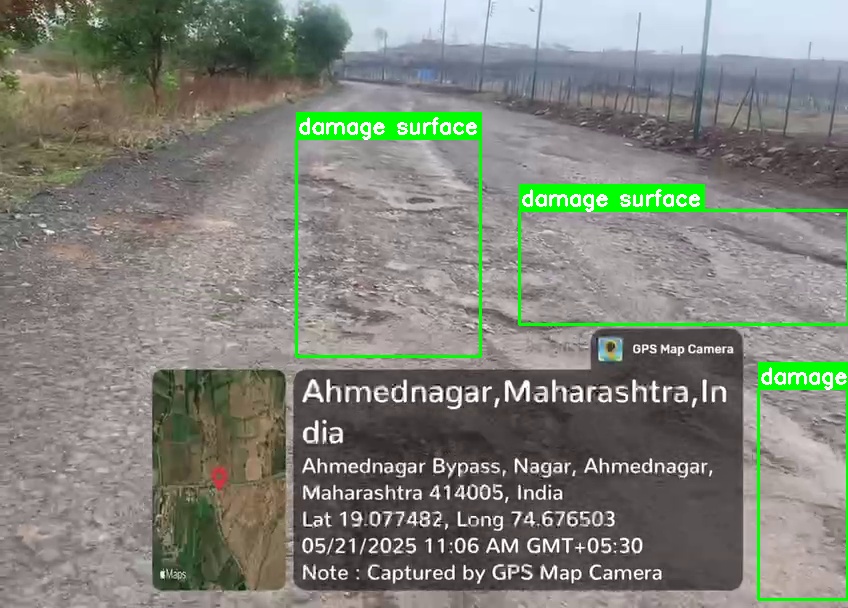 damage surface
damage surface
GPS Map Camera
damage
Ahmednagar,Maharashtra,In
dia
Ahmednagar Bypass, Nagar, Ahmednagar,
Maharashtra 414005, India
Lat 19.077482, Long 74.676503
05/21/2025 11:06 AM GMT+05:30
Note : Captured by GPS Map Camera
Maps